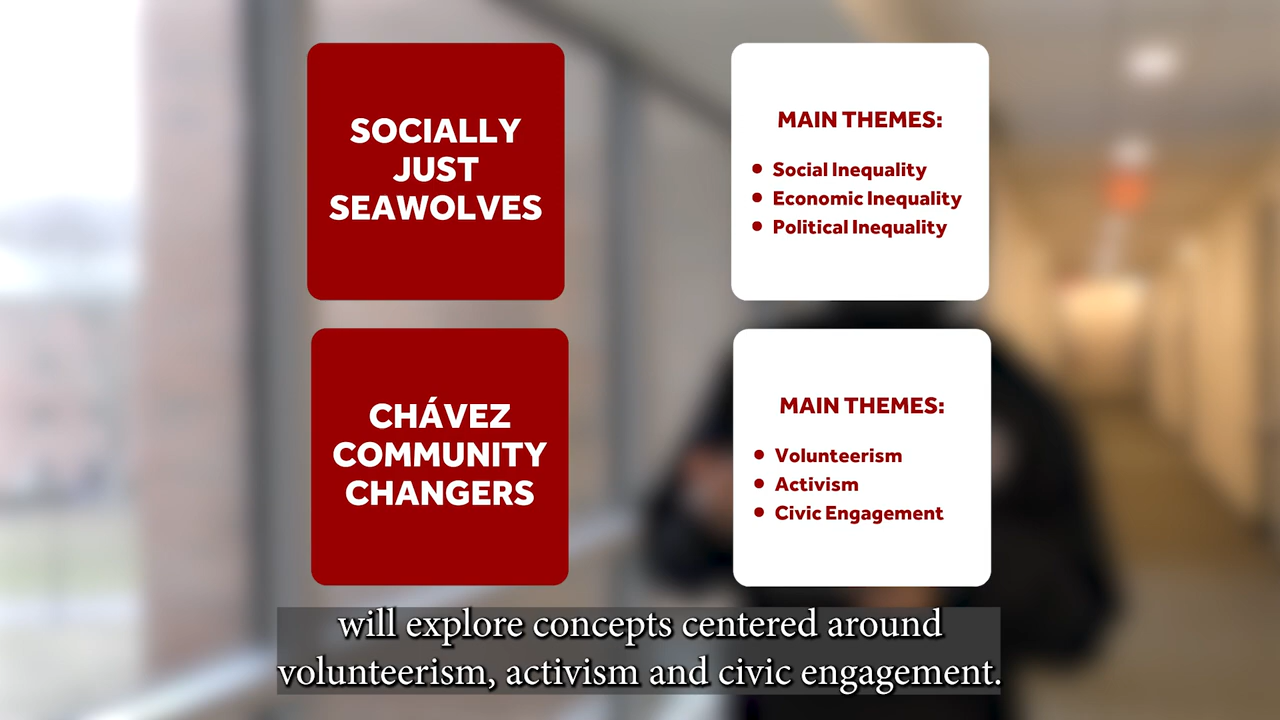 SOCIALLY
JUST
SEAWOLVES
MAIN THEMES:
• Social Inequality
• Economic Inequality
• Political Inequality
CHÁVEZ
COMMUNITY
CHANGERS
MAIN THEMES:
• Volunteerism
• Activism
• Civic Engagement
will explore concepts centered around
volunteerism, activism and civic engagement.